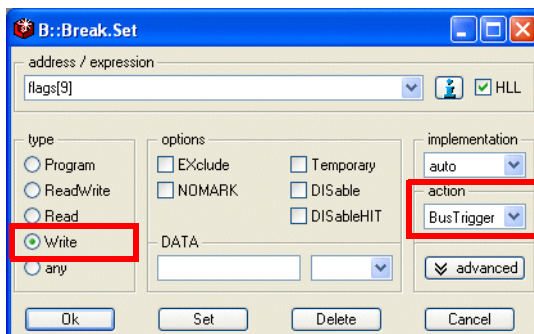 B::Break.Set
address / expression
flags[9]
HLL
type
options
implementation
Program
EXclude
Temporary
auto
ReadWrite
NOMARK
DISable
action
Read
DISableHIT
BusTrigger
Write
DATA
any
advanced
Ok
Set
Delete
Cancel